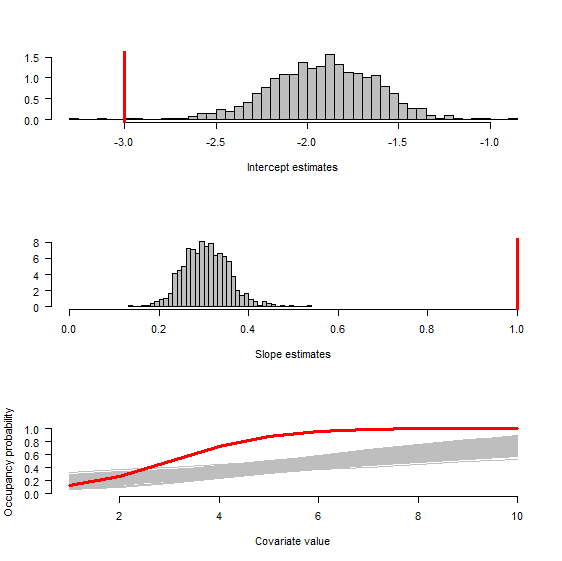 1.5
1.0
0.5
0.0
-3.0 -2.5 -2.0 -1.5 -1.0
Intercept estimates
8
6
4
2
0
0.0 0.2 0.4 0.6 0.8 1.0
Slope estimates
Occupancy probability
1.0
0.8
0.6
0.4
0.2
0.0
2 4 6 8 10
Covariate value